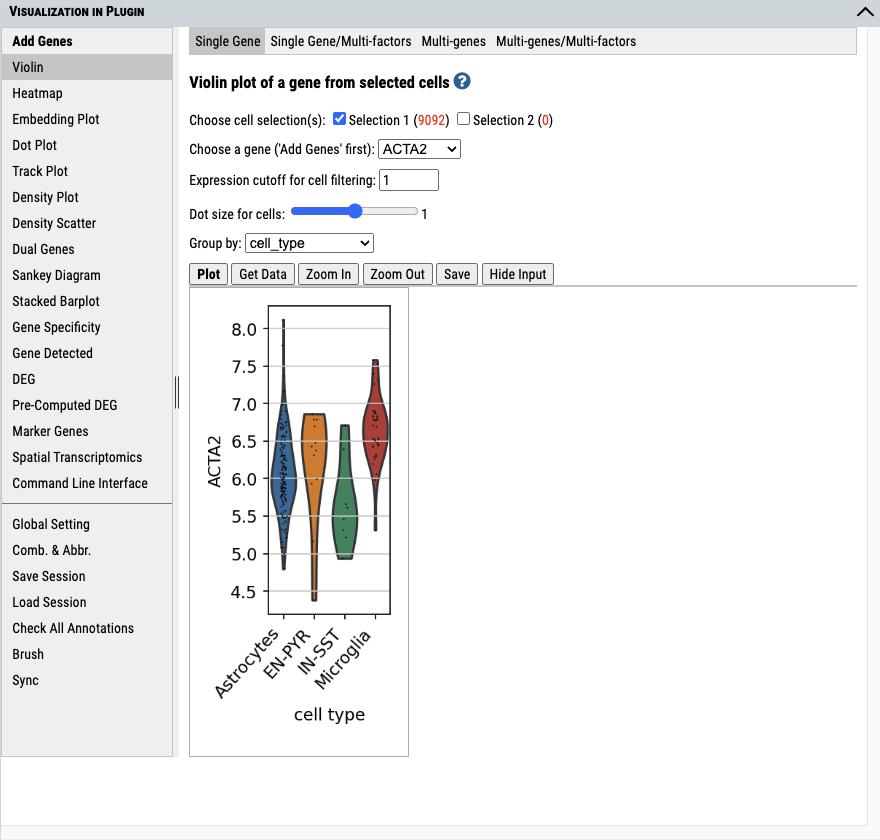 VISUALIZATION IN PLUGIN
Add Genes
Violin
Heatmap
Embedding Plot
Dot Plot
Track Plot
Density Plot
Density Scatter
Dual Genes
Sankey Diagram
Stacked Barplot
Gene Specificity
Gene Detected
DEG
Pre-Computed DEG
Marker Genes
Spatial Transcriptomics
Command Line Interface
Global Setting
Comb. & Abbr.
Save Session
Load Session
Check All Annotations
Brush
Sync
Single Gene Single Gene/Multi-factors Multi-genes Multi-genes/Multi-factors
Violin plot of a gene from selected cells ?
Choose cell selection(s): Selection 1 (9092) Selection 2 (0)
Choose a gene ('Add Genes' first): ACTA2
Expression cutoff for cell filtering: 1
Dot size for cells: 1
Group by: cell_type
Plot Get Data Zoom In Zoom Out Save Hide Input
8.0
7.5
7.0
6.5
6.0
5.5
5.0
4.5
ACTA2
Astrocytes
EN-PYR
IN-SST
Microglia
cell type